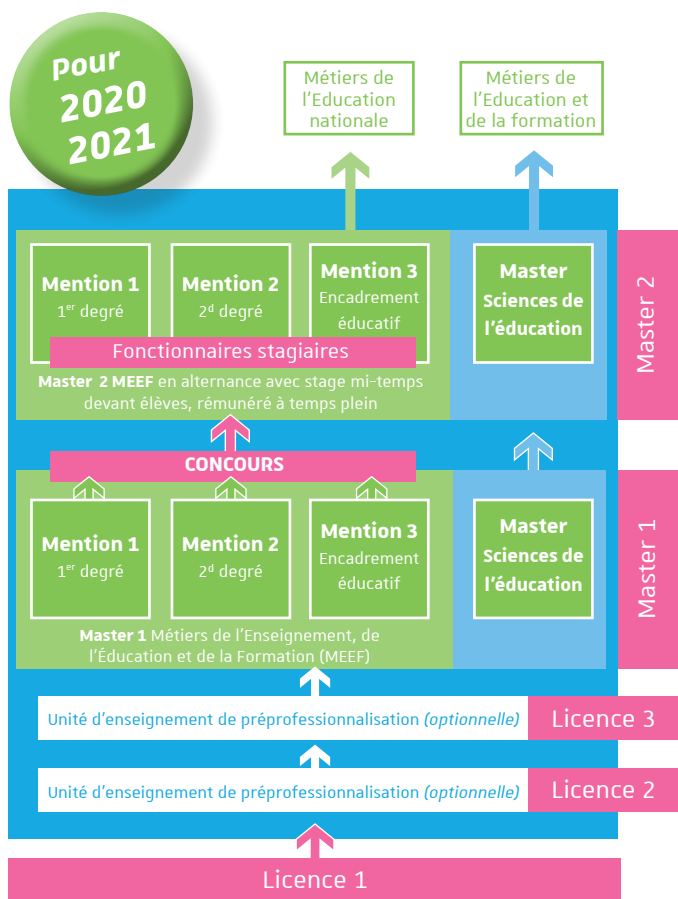 Pour
2020
2021
Métiers de
l'Education
nationale
Métiers de
l'Education et
de la formation
Mention 1
1er degré
Mention 2
2d degré
Mention 3
Encadrement
éducatif
Master
Sciences de
l'éducation
Master 2
Fonctionnaires stagiaires
Master 2 MEEF en alternance avec stage mi-temps
devant élèves, rémunéré à temps plein
CONCOURS
Mention 1
1er degré
Mention 2
2d degré
Mention 3
Encadrement
éducatif
Master
Sciences de
l'éducation
Master 1
Master 1 Métiers de l'Enseignement, de
l'Éducation et de la Formation (MEEF)
Unité d'enseignement de préprofessionnalisation (optionnelle)
Licence 3
Unité d'enseignement de préprofessionnalisation (optionnelle)
Licence 2
Licence 1